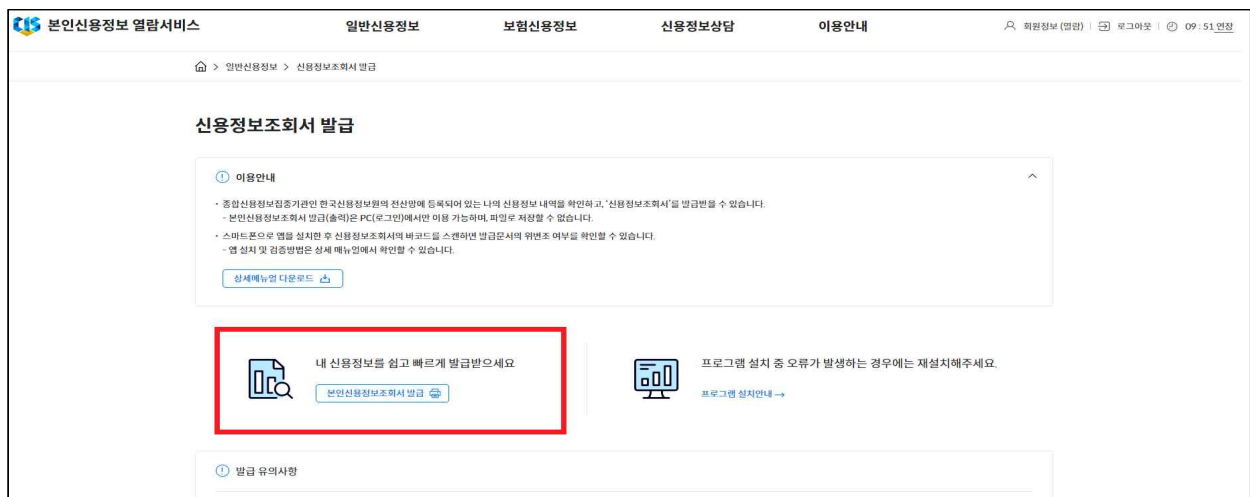 CIS 본인신용정보 열람서비스 일반신용정보 보험신용정보 신용정보상담 이용안내 회원정보 (열람) 로그아웃 09 : 51 연장
> 일반신용정보 > 신용정보조회서 발급
신용정보조회서 발급
이용안내
· 종합신용정보집중기관인 한국신용정보원의 전산망에 등록되어 있는 나의 신용정보 내역을 확인하고, '신용정보조회서'를 발급받을 수 있습니다.
- 본인신용정보조회서 발급(출력)은 PC(로그인)에서만 이용 가능하며, 파일로 저장할 수 없습니다.
· 스마트폰으로 앱을 설치한 후 신용정보조회서의 바코드를 스캔하면 발급문서의 위변조 여부를 확인할 수 있습니다.
- 앱 설치 및 검증방법은 상세 매뉴얼에서 확인할 수 있습니다.
상세메뉴얼 다운로드
내 신용정보를 쉽고 빠르게 발급받으세요
본인신용정보조회서 발급
프로그램 설치 중 오류가 발생하는 경우에는 재설치해주세요.
프로그램 설치안내 →
발급 유의사항